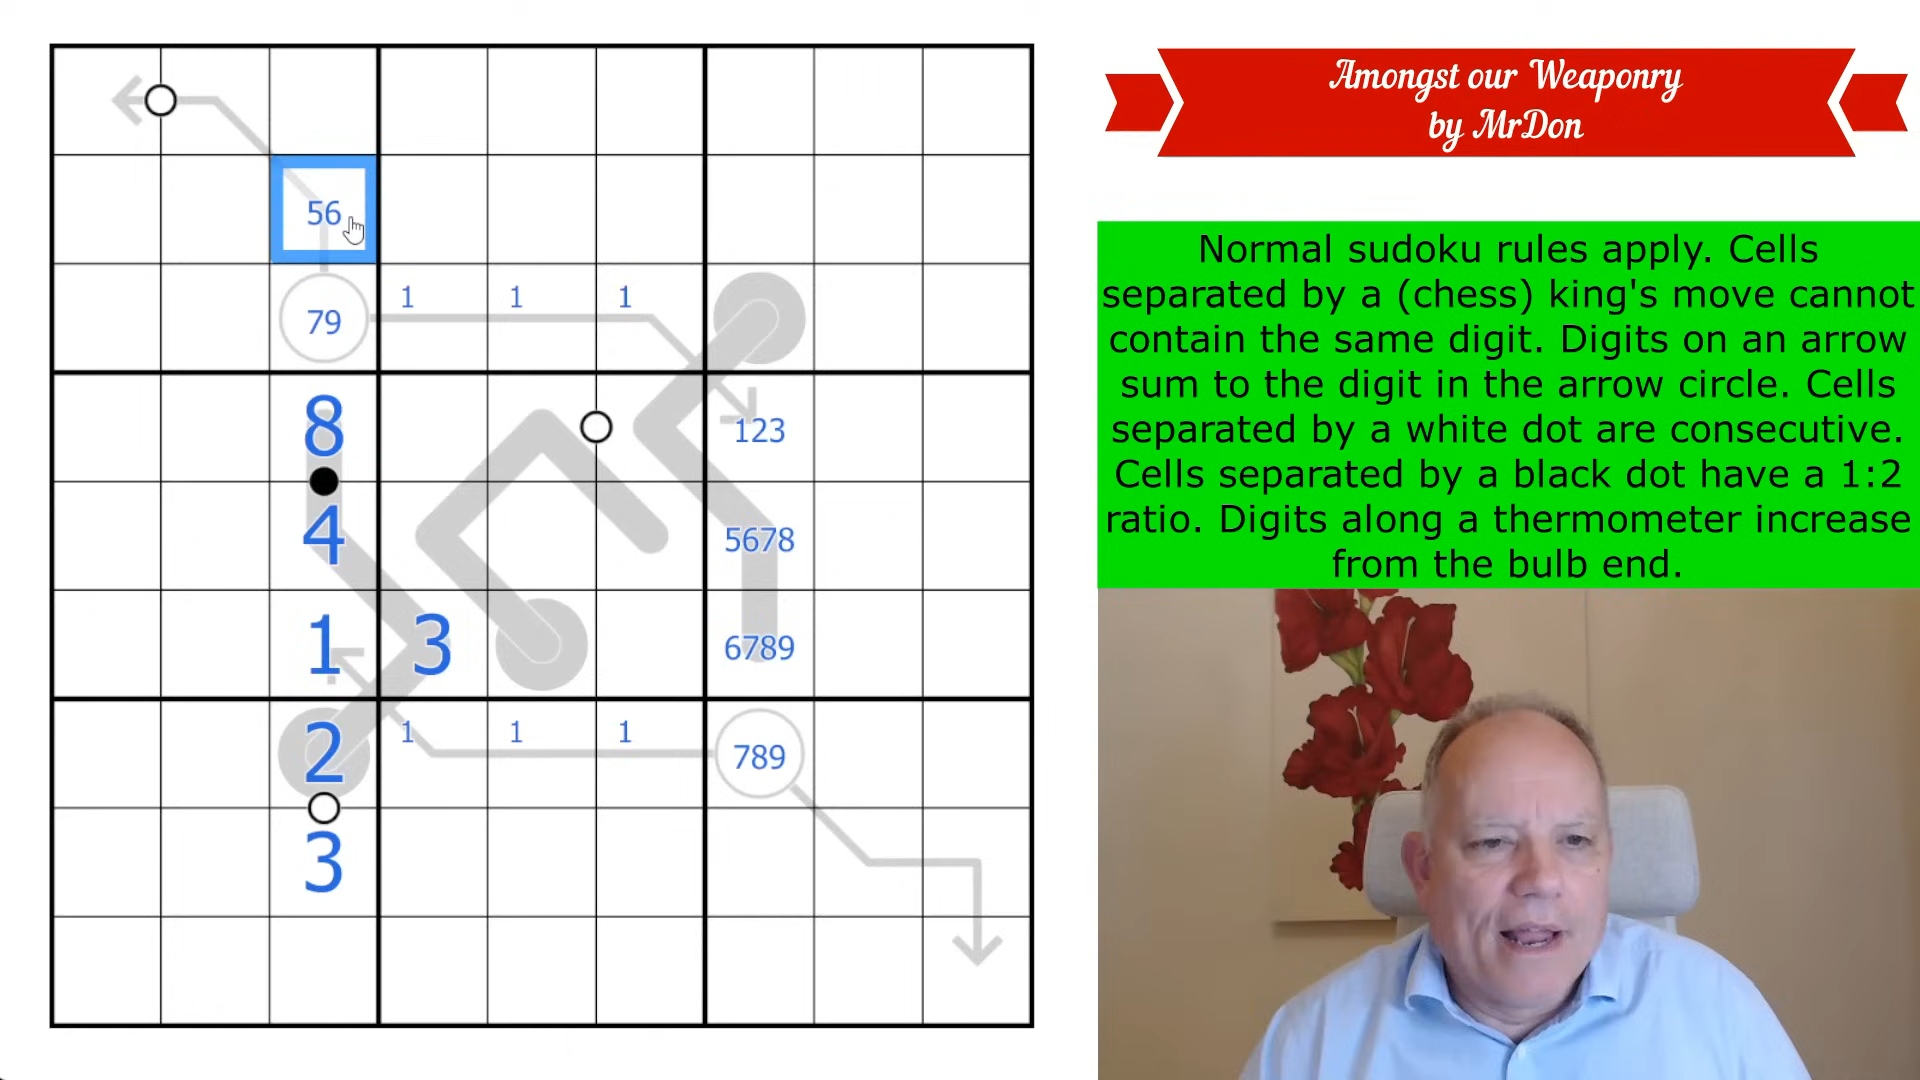 Amongst our Weaponry
by MrDon
Normal sudoku rules apply. Cells
separated by a (chess) king's move cannot
contain the same digit. Digits on an arrow
sum to the digit in the arrow circle. Cells
separated by a white dot are consecutive.
Cells separated by a black dot have a 1:2
ratio. Digits along a thermometer increase
from the bulb end.
56
79 1 1 1
8 123
4 5678
1 3 6789
2 1 1 1 789
3